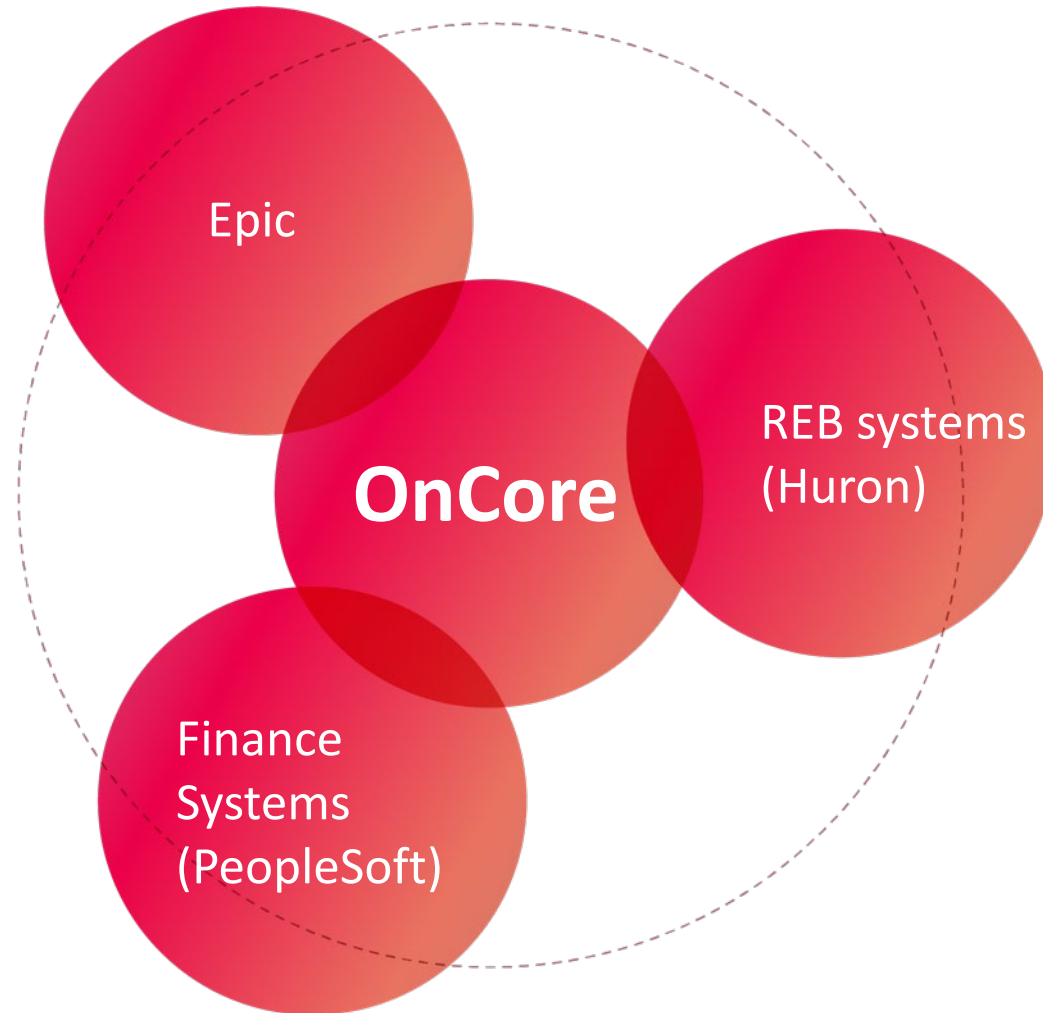 Epic
REB systems
(Huron)
OnCore
Finance
Systems
(PeopleSoft)